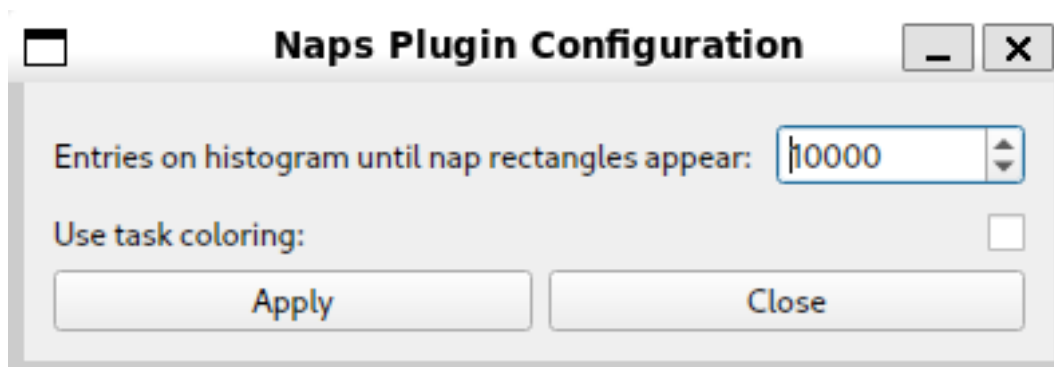 Naps Plugin Configuration
Entries on histogram until nap rectangles appear: 10000
Use task coloring:
Apply Close